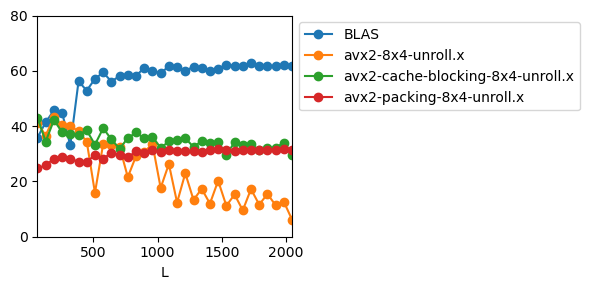 80
60
40
20
0
500
1000
1500
2000
L
BLAS
avx2-8x4-unroll.x
avx2-cache-blocking-8x4-unroll.x
avx2-packing-8x4-unroll.x